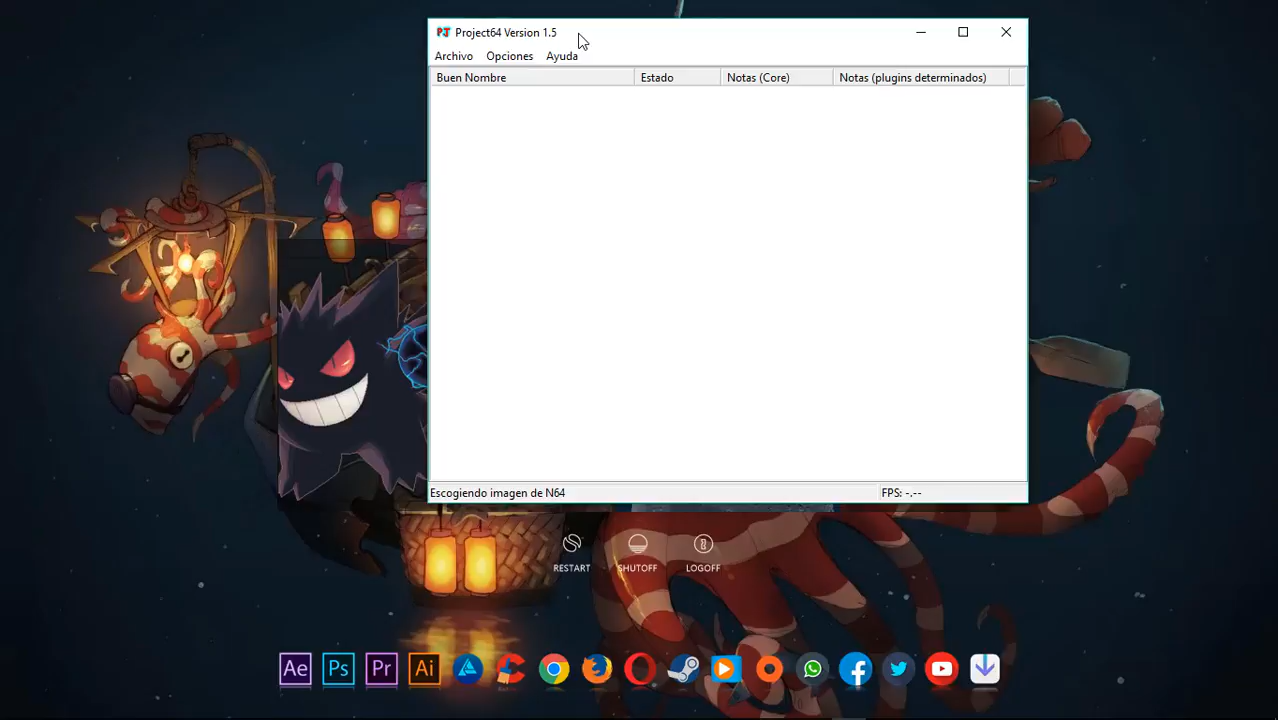 Project64 Version 1.5
Archivo Opciones Ayuda
Buen Nombre Estado Notas (Core) Notas (plugins determinados)
Escogiendo imagen de N64 FPS: -.--
RESTART SHUTOFF LOGOFF
Ae Ps Pr Ai